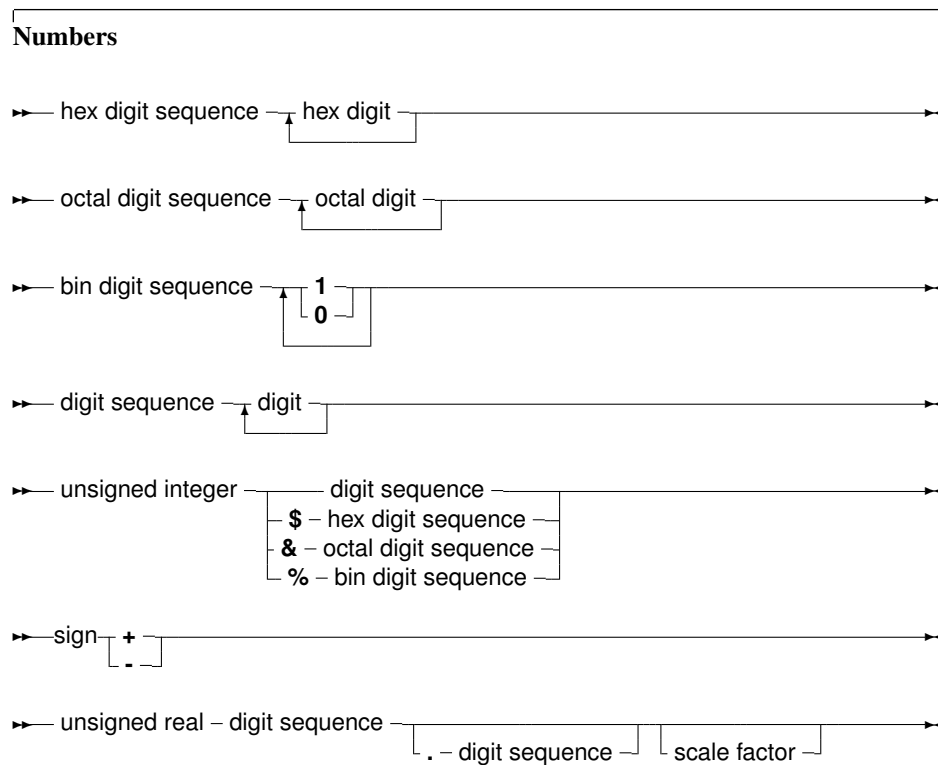 Numbers
hex digit sequence hex digit
octal digit sequence octal digit
bin digit sequence 1
0
digit sequence digit
unsigned integer digit sequence
$ hex digit sequence
& octal digit sequence
% bin digit sequence
sign +
-
unsigned real digit sequence
. digit sequence scale factor